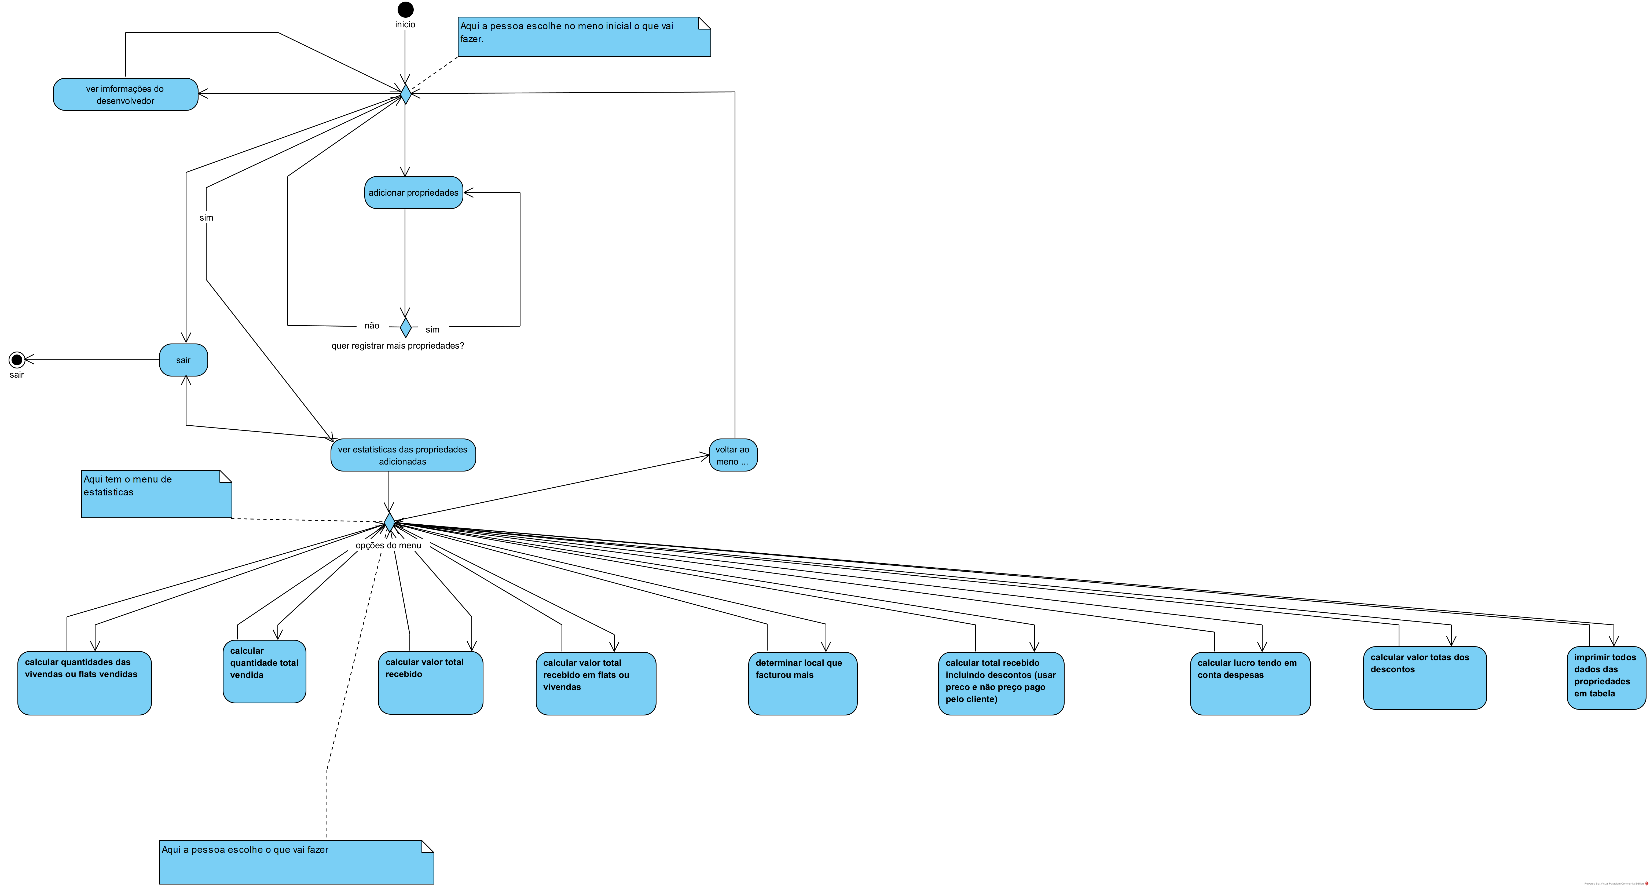 inicio
Aqui a pessoa escolhe no meno inicial o que vai
fazer.
ver imformações do
desenvolvedor
adicionar propriedades
sim
não
sim
quer registrar mais propriedades?
sair
sair
ver estatisticas das propriedades
adicionadas
voltar ao
meno ...
Aqui tem o menu de
estatisticas
opções do menu
calcular quantidades das
vivendas ou flats vendidas
calcular
quantidade total
vendida
calcular valor total
recebido
calcular valor total
recebido em flats ou
vivendas
determinar local que
facturou mais
calcular total recebido
incluindo descontos (usar
preco e não preço pago
pelo cliente)
calcular lucro tendo em
conta despesas
calcular valor totas dos
descontos
imprimir todos
dados das
propriedades
em tabela
Aqui a pessoa escolhe o que vai fazer